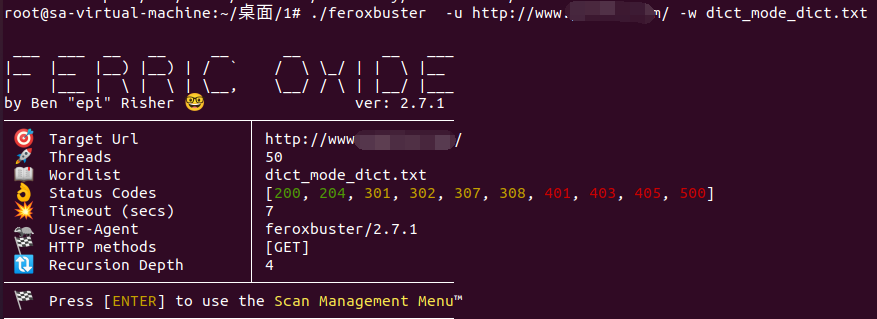 root@sa-virtual-machine:~/桌面/1# ./feroxbuster -u http://www. m/ -w dict_mode_dict.txt
FERRIC OXIDE
by Ben "epi" Risher 🤓 ver: 2.7.1
🎯 Target Url http://www /
🚀 Threads 50
📖 Wordlist dict_mode_dict.txt
👌 Status Codes [200, 204, 301, 302, 307, 308, 401, 403, 405, 500]
💥 Timeout (secs) 7
🦡 User-Agent feroxbuster/2.7.1
🏁 HTTP methods [GET]
🔃 Recursion Depth 4
🏁 Press [ENTER] to use the Scan Management Menu™